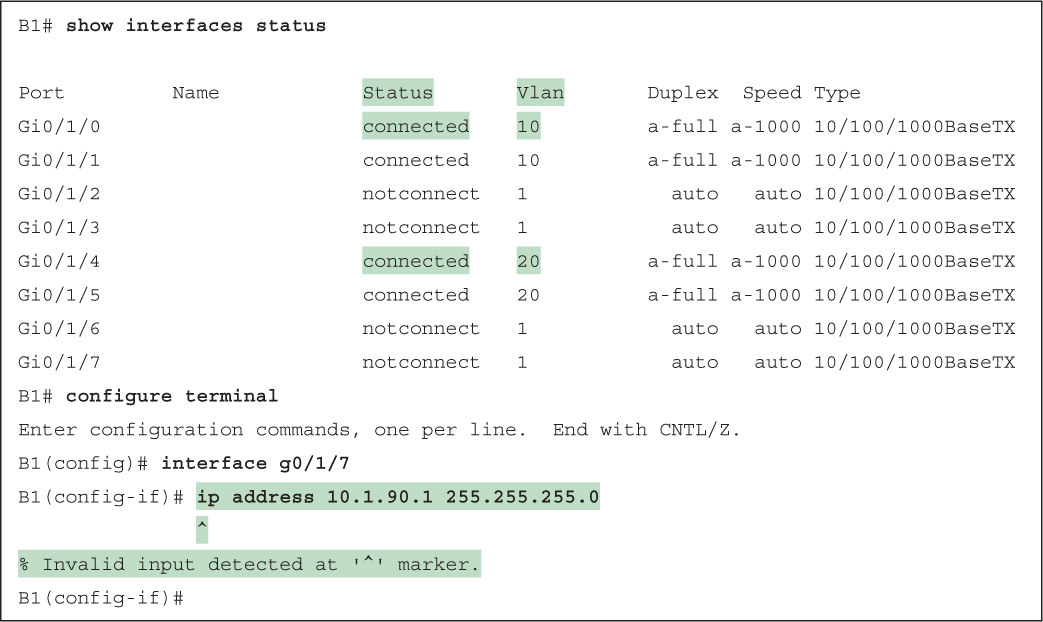 B1# show interfaces status
Port Name Status Vlan Duplex Speed Type
Gi0/1/0 connected 10 a-full a-1000 10/100/1000BaseTX
Gi0/1/1 connected 10 a-full a-1000 10/100/1000BaseTX
Gi0/1/2 notconnect 1 auto auto 10/100/1000BaseTX
Gi0/1/3 notconnect 1 auto auto 10/100/1000BaseTX
Gi0/1/4 connected 20 a-full a-1000 10/100/1000BaseTX
Gi0/1/5 connected 20 a-full a-1000 10/100/1000BaseTX
Gi0/1/6 notconnect 1 auto auto 10/100/1000BaseTX
Gi0/1/7 notconnect 1 auto auto 10/100/1000BaseTX
B1# configure terminal
Enter configuration commands, one per line. End with CNTL/Z.
B1(config)# interface g0/1/7
B1(config-if)# ip address 10.1.90.1 255.255.255.0
^
% Invalid input detected at '^' marker.
B1(config-if)#